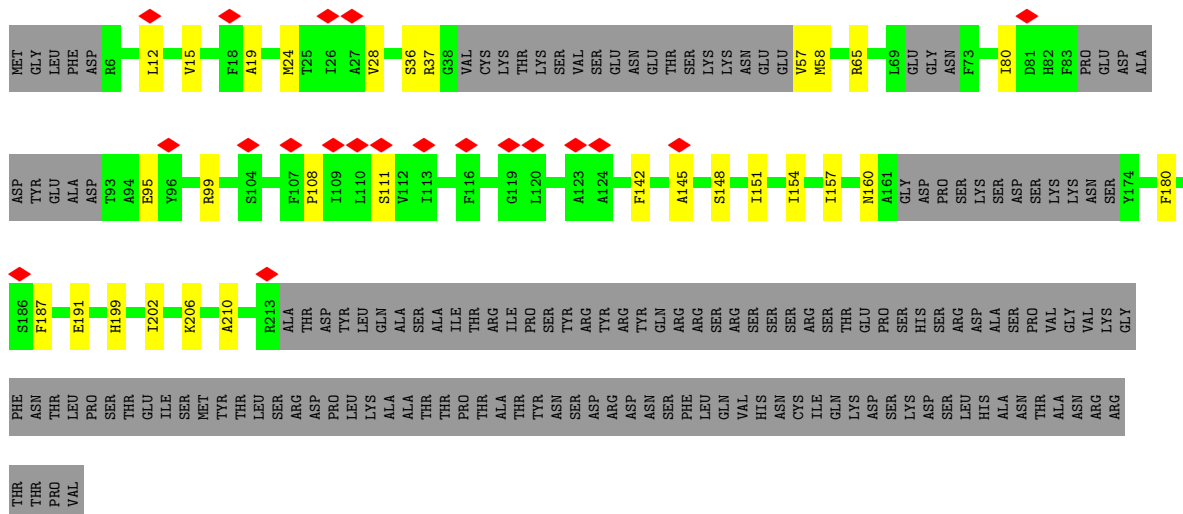 MET GLY LEU PHE ASP R6 L12 V15 F18 A19 M24 T25 I26 A27 V28 S36 R37 G38 VAL CYS LYS THR LYS SER VAL SER GLU ASN GLU THR SER LYS LYS ASN GLU GLU V57 M58 R65 L69 GLU GLY ASN F73 I80 D81 H82 F83 PRO GLU ASP ALA
ASP TYR GLU ALA ASP T93 A94 E95 Y96 R99 S104 F107 P108 I109 L110 S111 V112 I113 F116 G119 L120 A123 A124 F142 A145 S148 I151 I154 I157 N160 A161 GLY ASP PRO SER LYS SER ASP SER LYS LYS ASN SER Y174 F180
S186 F187 E191 H199 I202 K206 A210 R213 ALA THR ASP TYR LEU GLN ALA SER ALA ILE THR ARG ILE PRO SER TYR ARG TYR ARG TYR GLN ARG ARG SER ARG SER SER SER ARG SER THR GLU PRO SER HIS SER ARG ASP ALA SER PRO VAL GLY VAL LYS GLY
PHE ASN THR LEU PRO SER THR GLU ILE SER MET TYR THR LEU SER ARG ASP PRO LEU LYS ALA ALA THR THR PRO THR ALA THR TYR ASN SER ASP ARG ASP ASN SER PHE LEU GLN VAL HIS ASN CYS ILE GLN LYS ASP SER LYS ASP SER LEU HIS ALA ASN THR ALA ASN ARG ARG
THR THR PRO VAL